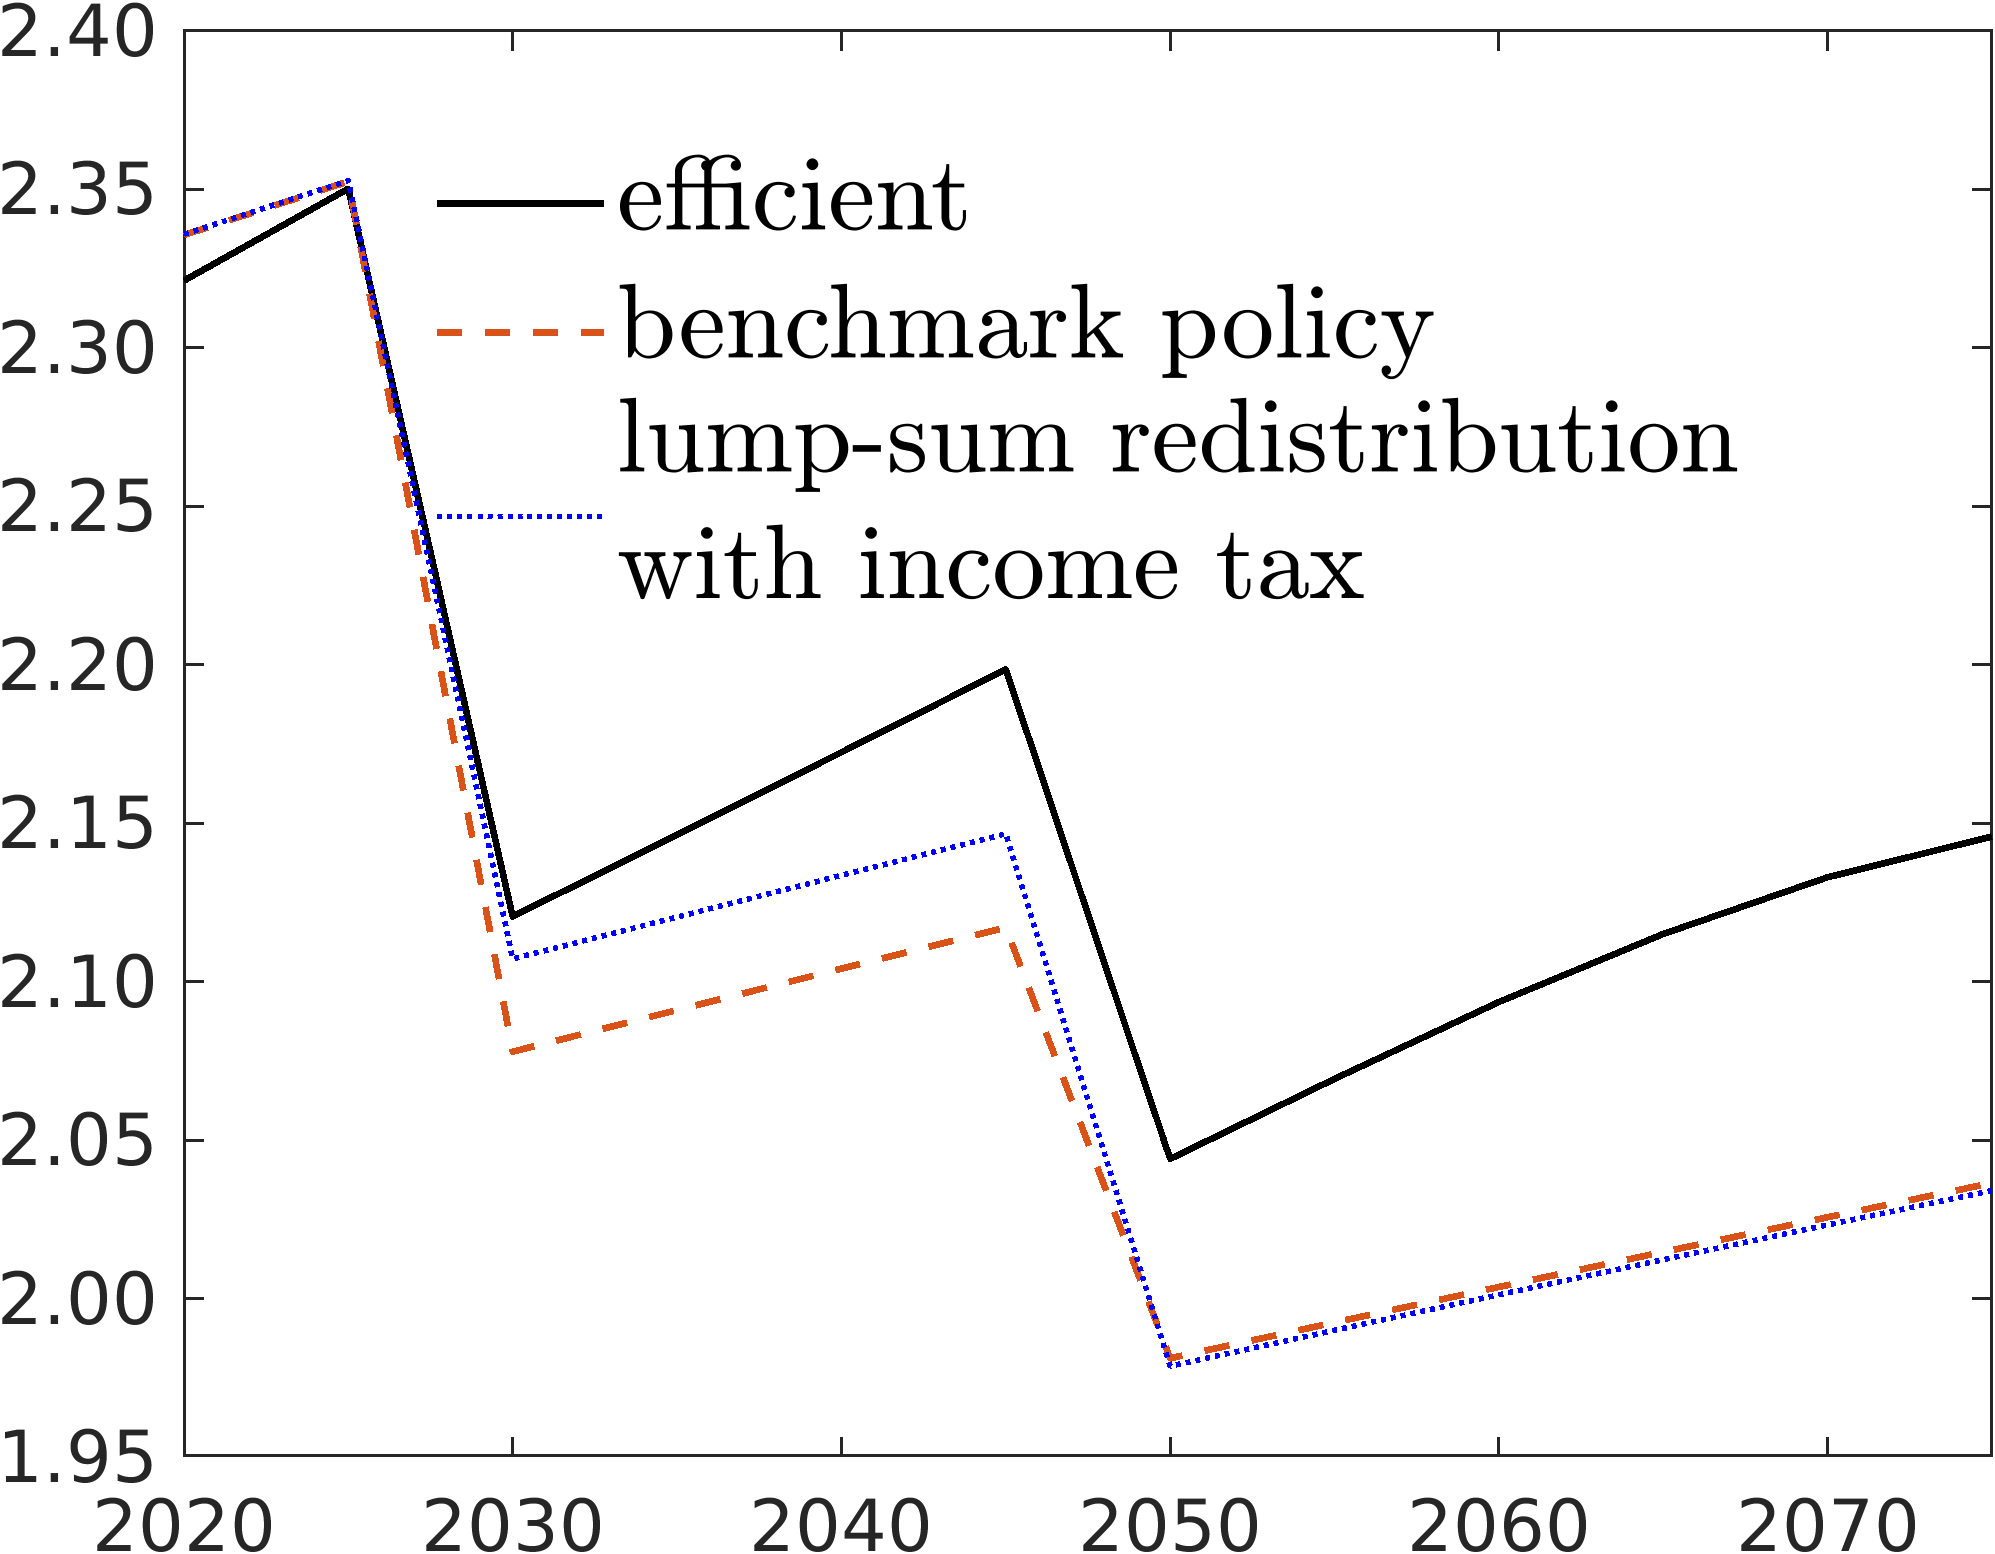 2.40
2.35
2.30
2.25
2.20
2.15
2.10
2.05
2.00
1.95
efficient
benchmark policy
lump-sum redistribution
with income tax
2020 2030 2040 2050 2060 2070